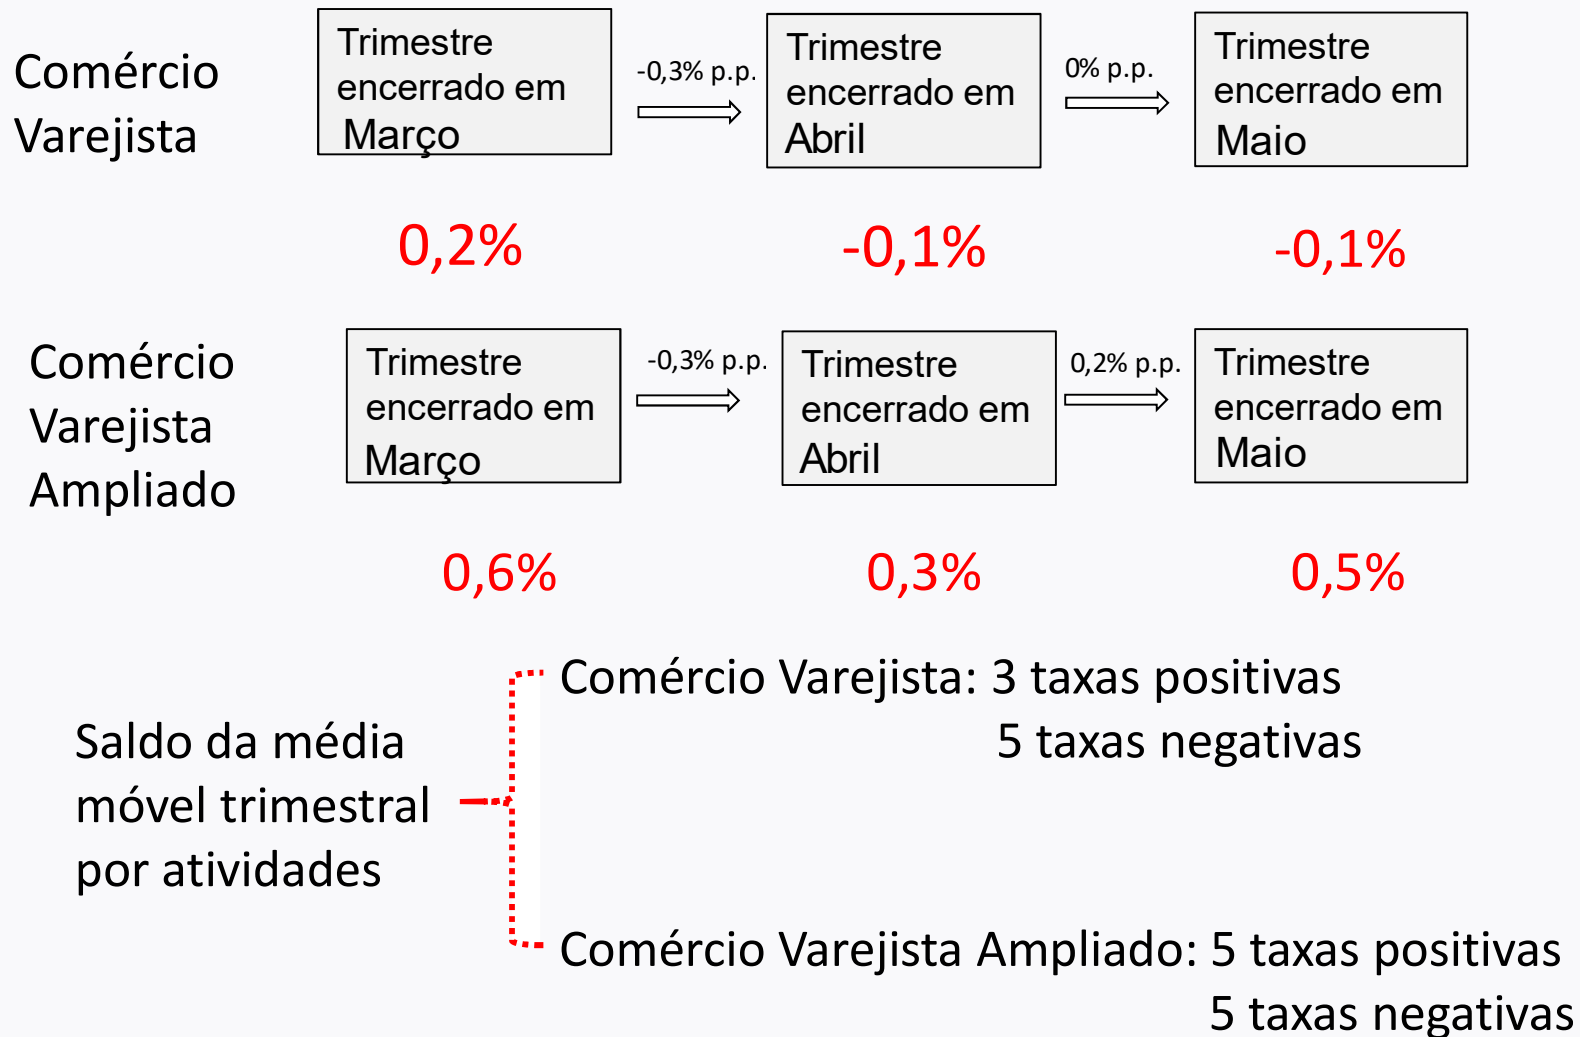 Comércio
Varejista
Trimestre
encerrado em
Março
-0,3% p.p.
Trimestre
encerrado em
Abril
0% p.p.
Trimestre
encerrado em
Maio
0,2%
-0,1%
-0,1%
Comércio
Varejista
Ampliado
Trimestre
encerrado em
Março
-0,3% p.p.
Trimestre
encerrado em
Abril
0,2% p.p.
Trimestre
encerrado em
Maio
0,6%
0,3%
0,5%
Saldo da média
móvel trimestral
por atividades
Comércio Varejista: 3 taxas positivas
5 taxas negativas
Comércio Varejista Ampliado: 5 taxas positivas
5 taxas negativas